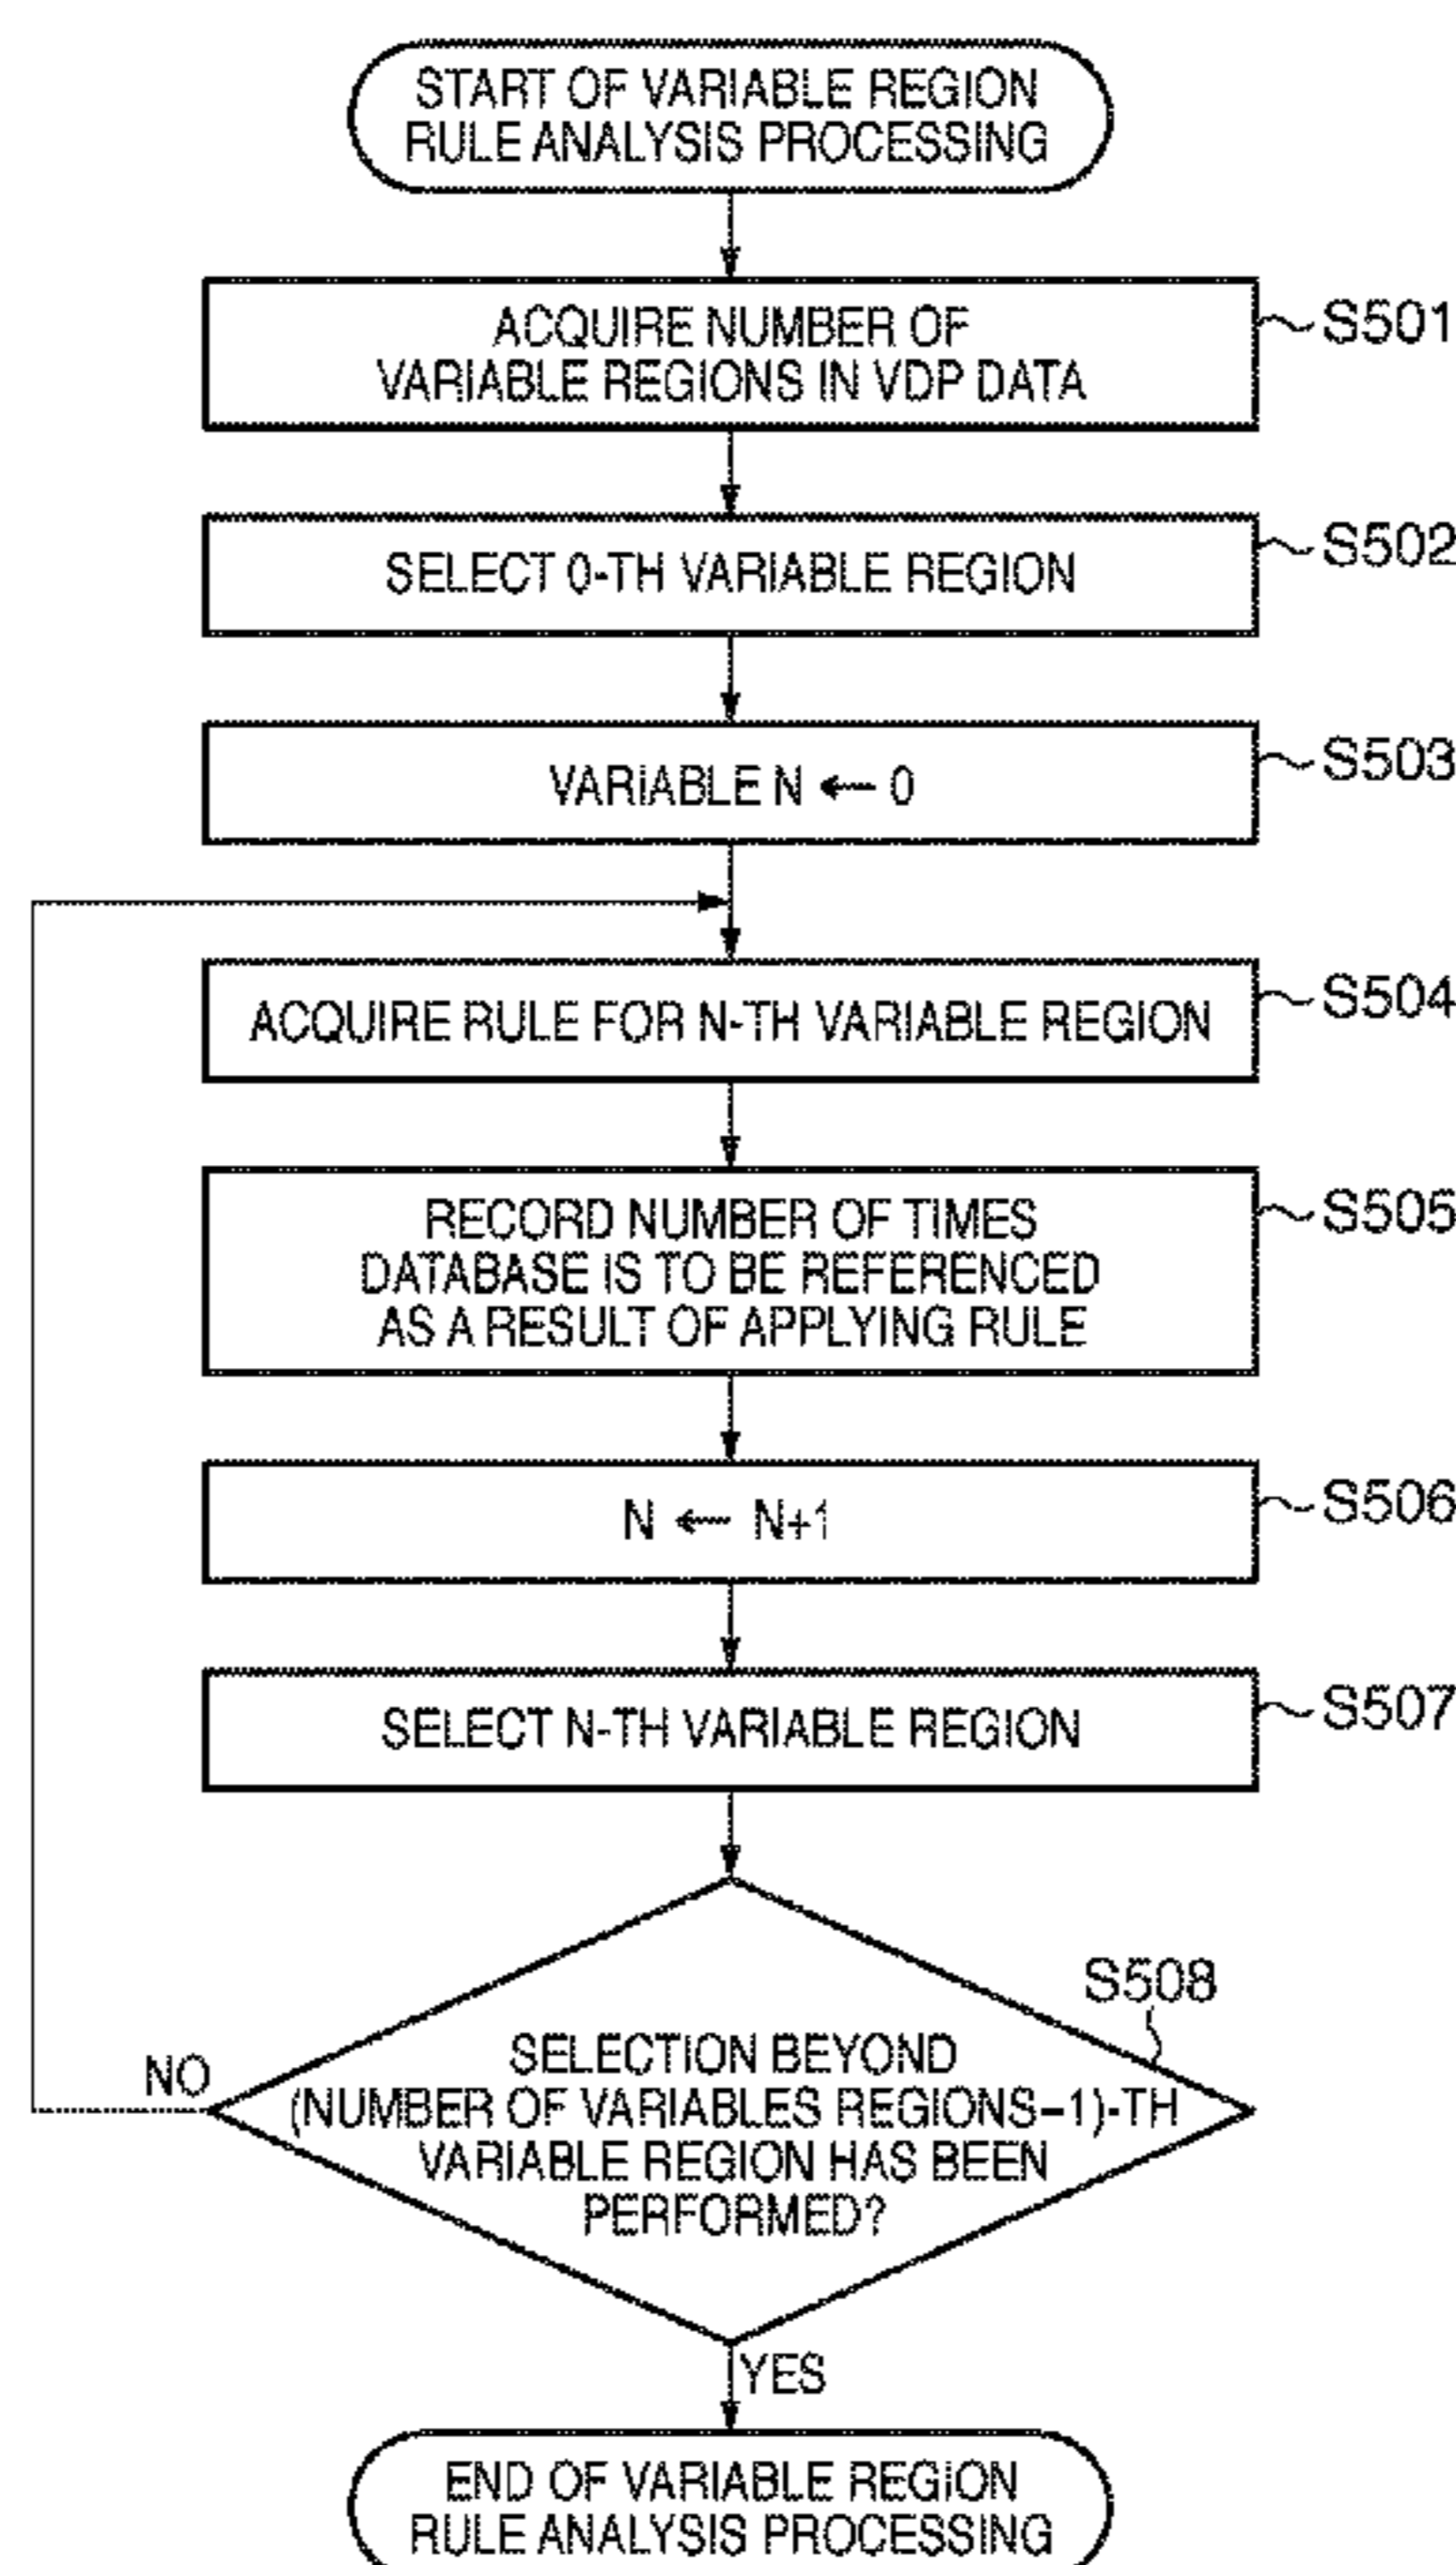 START OF VARIABLE REGION
RULE ANALYSIS PROCESSING
ACQUIRE NUMBER OF
VARIABLE REGIONS IN VDP DATA
S501
SELECT 0-TH VARIABLE REGION
S502
VARIABLE N ← 0
S503
ACQUIRE RULE FOR N-TH VARIABLE REGION
S504
RECORD NUMBER OF TIMES
DATABASE IS TO BE REFERENCED
AS A RESULT OF APPLYING RULE
S505
N ← N+1
S506
SELECT N-TH VARIABLE REGION
S507
S508
SELECTION BEYOND
(NUMBER OF VARIABLES REGIONS-1)-TH
VARIABLE REGION HAS BEEN
PERFORMED?
NO
YES
END OF VARIABLE REGION
RULE ANALYSIS PROCESSING